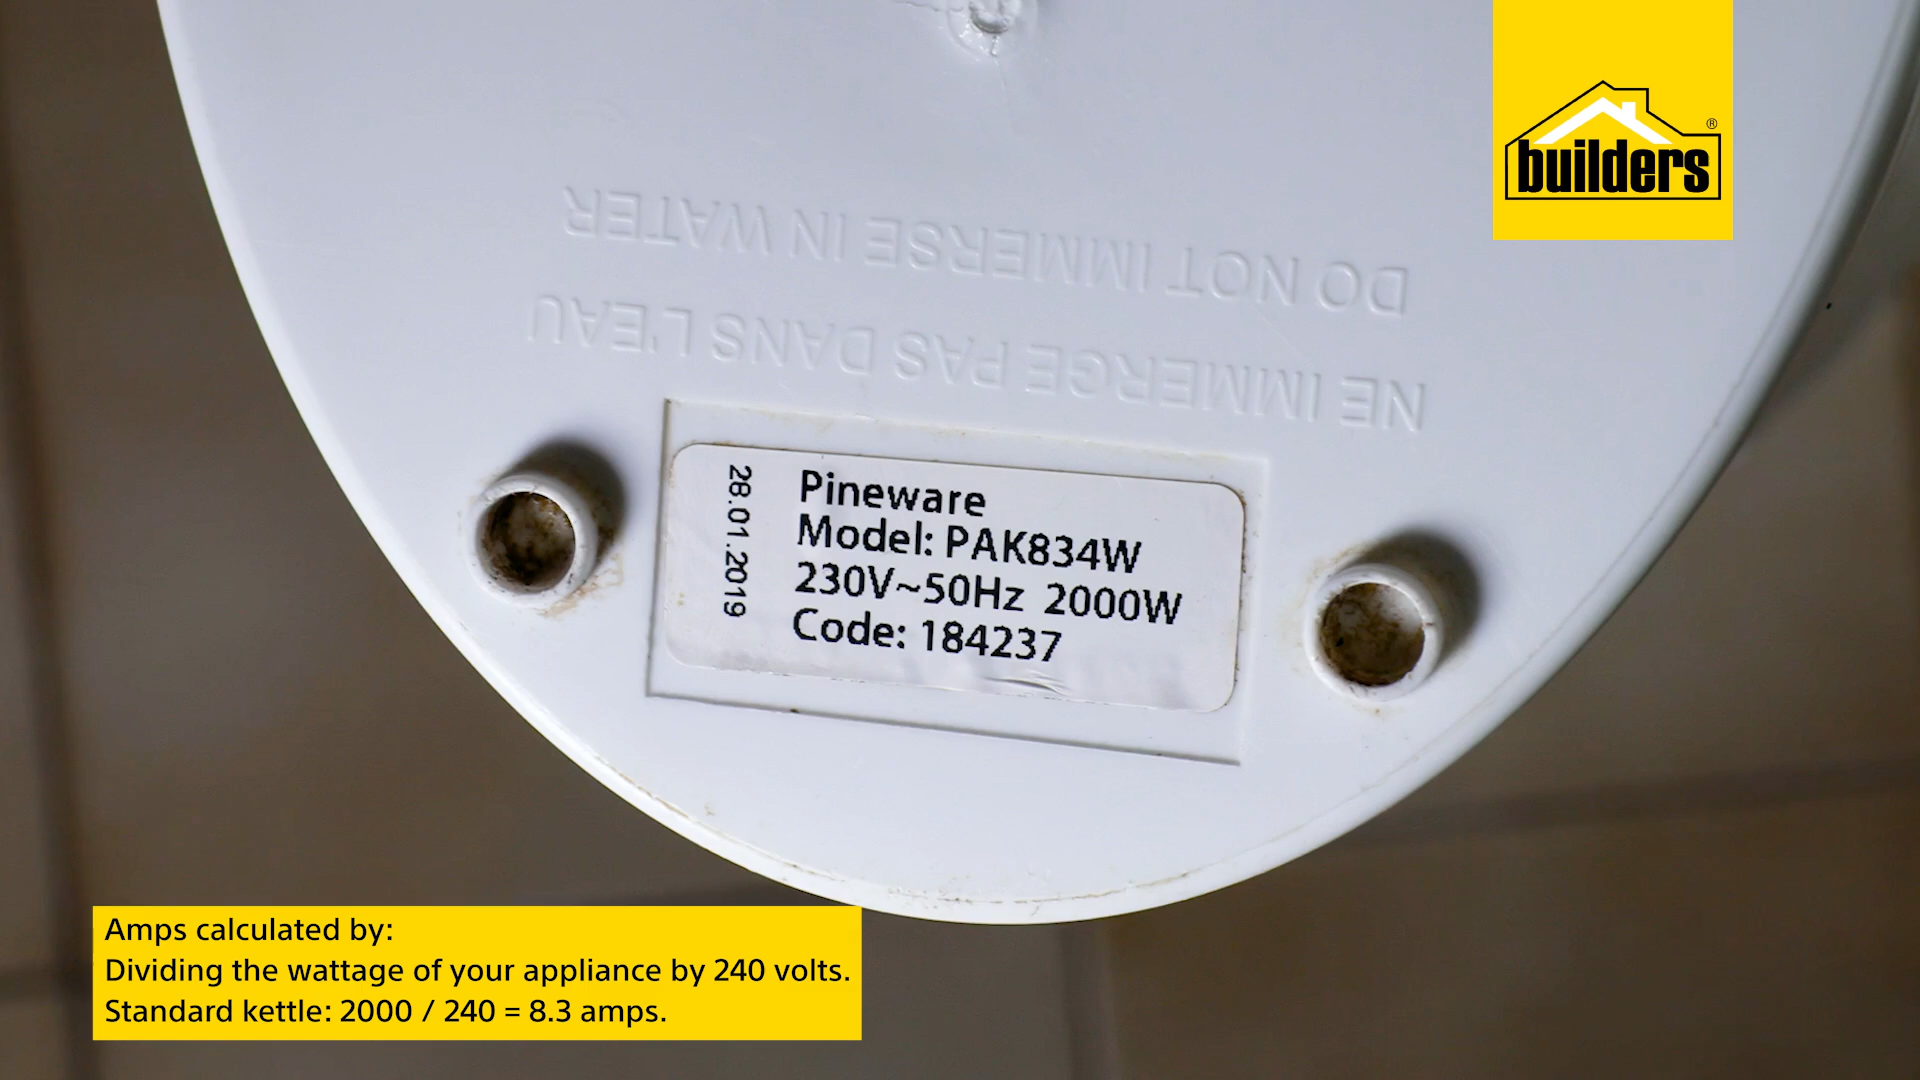 builders®
DO NOT IMMERSE IN WATER
NE IMMERGE PAS DANS L'EAU
28.01.2019
Pineware
Model: PAK834W
230V~50Hz 2000W
Code: 184237
Amps calculated by:
Dividing the wattage of your appliance by 240 volts.
Standard kettle: 2000 / 240 = 8.3 amps.